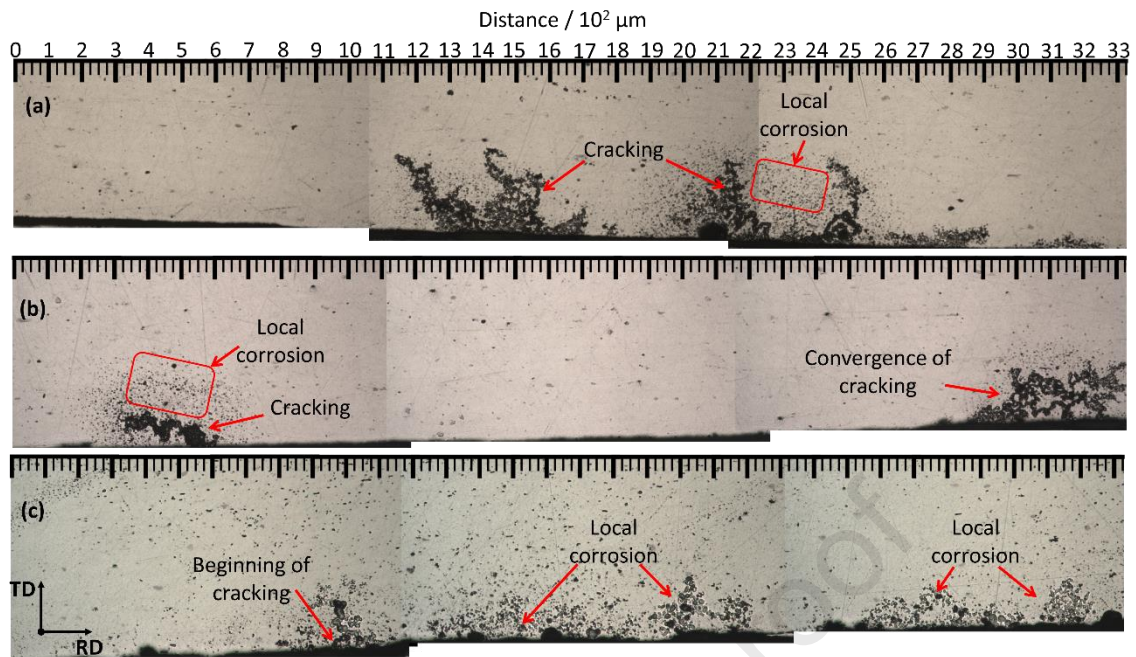 Distance / 10² µm
0 1 2 3 4 5 6 7 8 9 10 11 12 13 14 15 16 17 18 19 20 21 22 23 24 25 26 27 28 29 30 31 32 33
(a)
Cracking
Local
corrosion
(b)
Local
corrosion
Cracking
Convergence of
cracking
(c)
Beginning of
cracking
Local
corrosion
Local
corrosion
TD
RD
roof